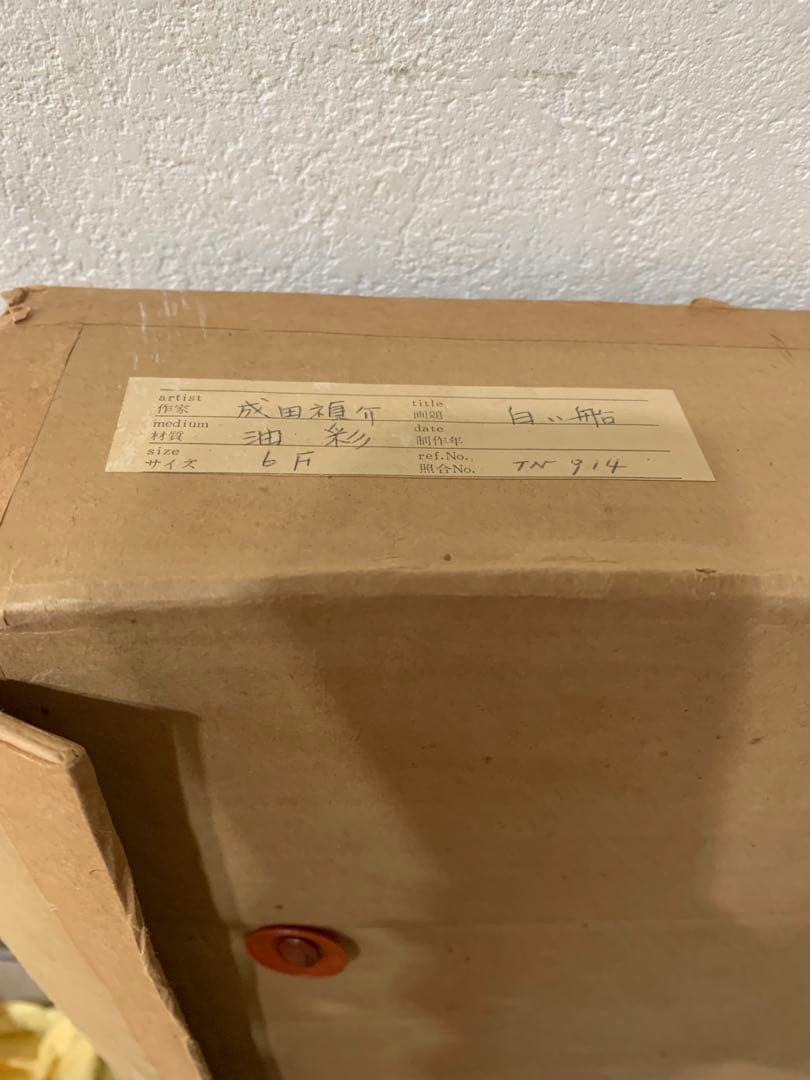 artist
作家 成田禎介
title
画題 白い船
medium
材質 油彩
date
制作年
size
サイズ 6F
ref.No.
照合No. TN 914